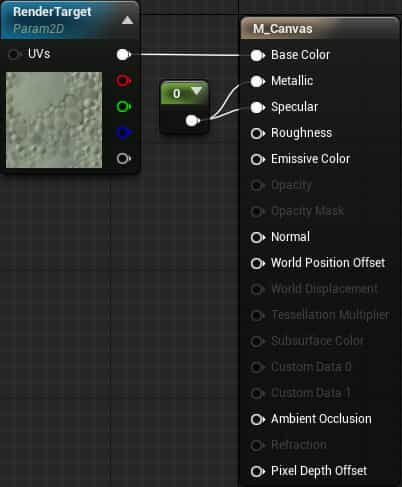 RenderTarget
Param2D
UVs
0
M_Canvas
Base Color
Metallic
Specular
Roughness
Emissive Color
Opacity
Opacity Mask
Normal
World Position Offset
World Displacement
Tessellation Multiplier
Subsurface Color
Custom Data 0
Custom Data 1
Ambient Occlusion
Refraction
Pixel Depth Offset